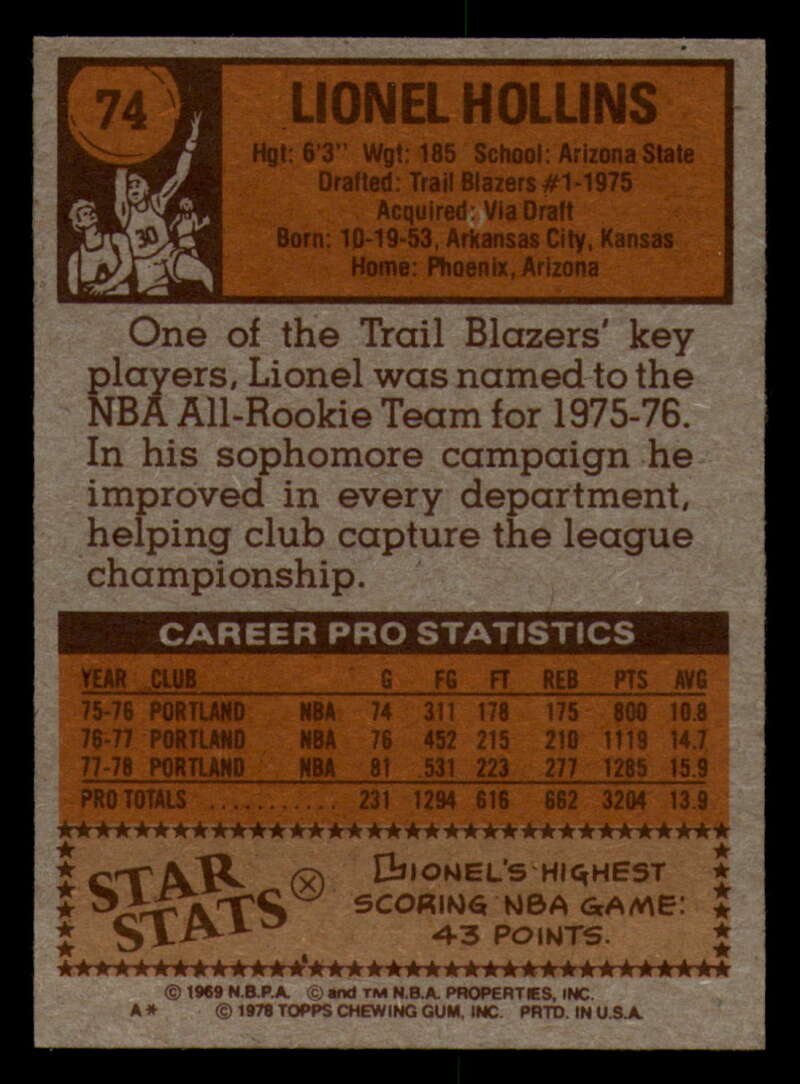 74
LIONEL HOLLINS
Hgt: 6'3" Wgt: 185 School: Arizona State
Drafted: Trail Blazers #1-1975
Acquired: Via Draft
Born: 10-19-53, Arkansas City, Kansas
Home: Phoenix, Arizona
30
One of the Trail Blazers' key
players, Lionel was named to the
NBA All-Rookie Team for 1975-76.
In his sophomore campaign he
improved in every department,
helping club capture the league
championship.
CAREER PRO STATISTICS
YEAR CLUB G FG FT REB PTS AVG
75-76 PORTLAND NBA 74 311 178 175 800 10.8
76-77 PORTLAND NBA 76 452 215 210 1119 14.7
77-78 PORTLAND NBA 81 531 223 277 1285 15.9
PRO TOTALS ........... 231 1294 616 662 3204 13.9
STAR
STATS
LIONEL'S HIGHEST
SCORING NBA GAME:
43 POINTS.
© 1969 N.B.P.A. © and TM N.B.A. PROPERTIES, INC.
A* © 1978 TOPPS CHEWING GUM, INC. PRTD. IN U.S.A.